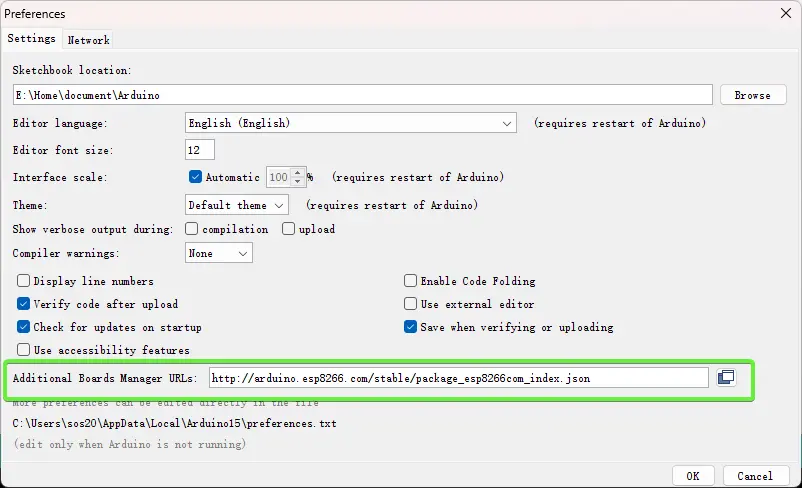 Preferences
Settings Network
Sketchbook location:
E:\Home\document\Arduino Browse
Editor language: English (English) (requires restart of Arduino)
Editor font size: 12
Interface scale: Automatic 100 % (requires restart of Arduino)
Theme: Default theme (requires restart of Arduino)
Show verbose output during: compilation upload
Compiler warnings: None
Display line numbers Enable Code Folding
Verify code after upload Use external editor
Check for updates on startup Save when verifying or uploading
Use accessibility features
Additional Boards Manager URLs: http://arduino.esp8266.com/stable/package_esp8266com_index.json
More preferences can be edited directly in the file
C:\Users\sos20\AppData\Local\Arduino15\preferences.txt
(edit only when Arduino is not running)
OK Cancel